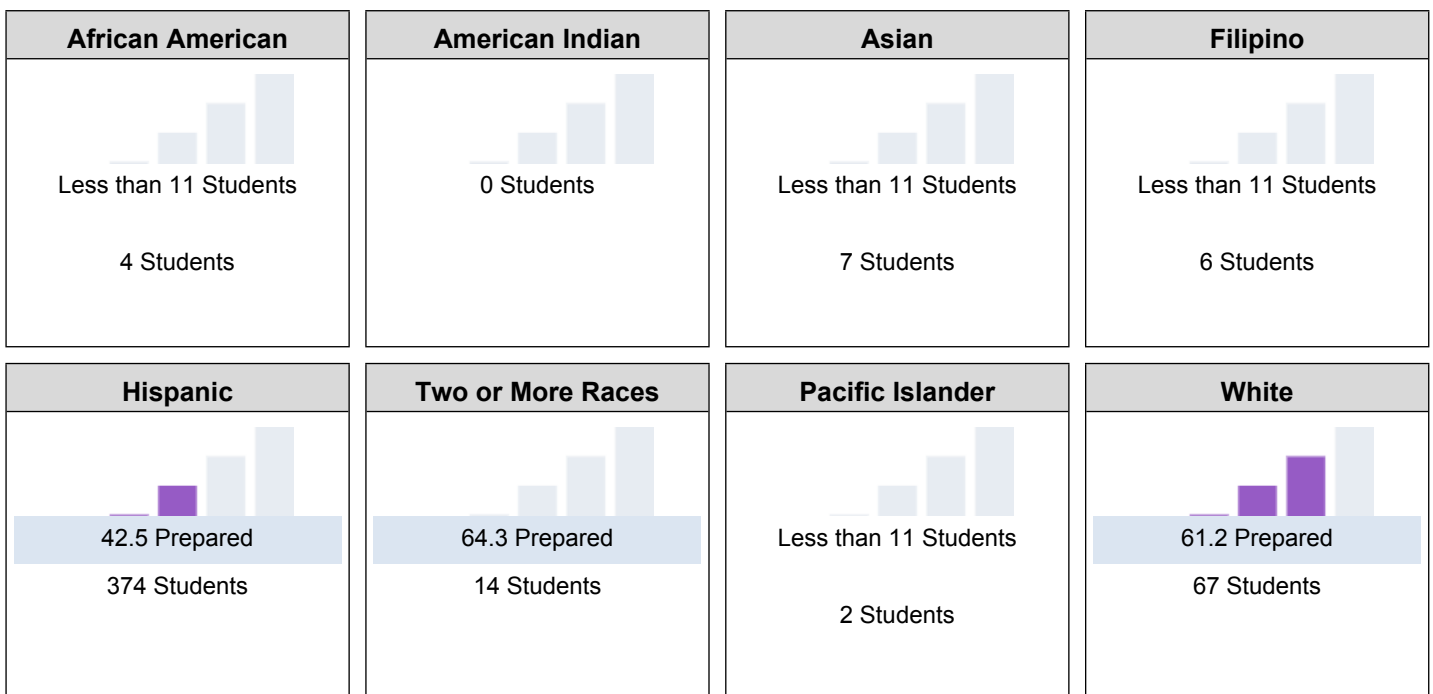 African American
Less than 11 Students
4 Students
American Indian
0 Students
Asian
Less than 11 Students
7 Students
Filipino
Less than 11 Students
6 Students
Hispanic
42.5 Prepared
374 Students
Two or More Races
64.3 Prepared
14 Students
Pacific Islander
Less than 11 Students
2 Students
White
61.2 Prepared
67 Students